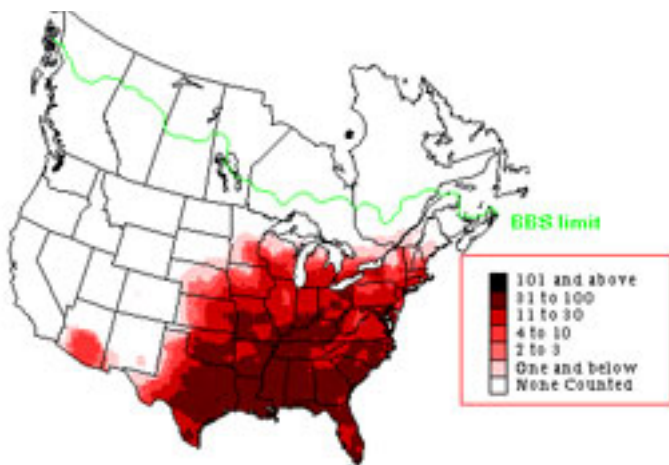 BBS limit
101 and above
31 to 100
11 to 30
4 to 10
2 to 3
One and below
None Counted